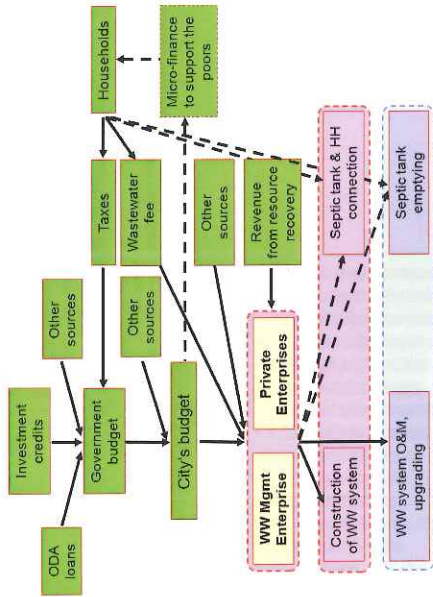 ODA
loans
Investment
credits
Other
sources
Government
budget
Taxes
Households
Other
sources
Wastewater
fee
Micro-finance
to support the
poors
City's budget
Other
sources
Revenue
from resource
recovery
WW Mgmt
Enterprise
Private
Enterprises
Construction
of WW system
Septic tank & HH
connection
WW system O&M,
upgrading
Septic tank
emptying